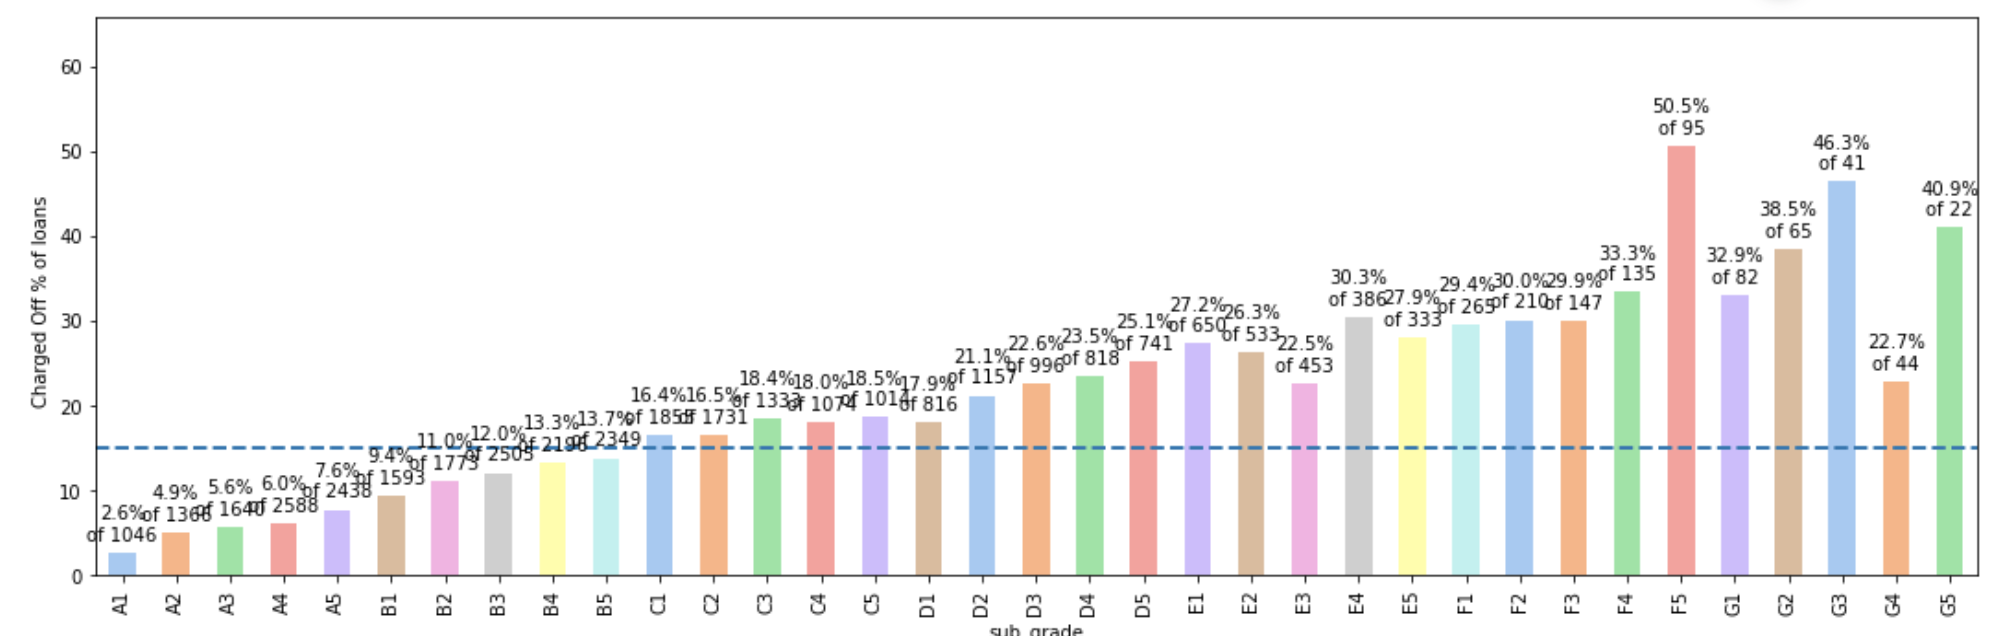 60
50
40
30
20
10
0
Charged Off % of loans
2.6%
of 1046
4.9%
of 1366
5.6%
of 1640
6.0%
of 2588
7.6%
of 2438
9.4%
of 1593
11.0%
of 1773
12.0%
of 2505
13.3%
of 2196
13.7%
of 2349
16.4%
of 1855
16.5%
of 1731
18.4%
of 1333
18.0%
of 1074
18.5%
of 1014
17.9%
of 816
21.1%
of 1157
22.6%
of 996
23.5%
of 818
25.1%
of 741
27.2%
of 650
26.3%
of 533
22.5%
of 453
30.3%
of 386
27.9%
of 333
29.4%
of 265
30.0%
of 210
29.9%
of 147
33.3%
of 135
50.5%
of 95
32.9%
of 82
38.5%
of 65
46.3%
of 41
22.7%
of 44
40.9%
of 22
A1
A2
A3
A4
A5
B1
B2
B3
B4
B5
C1
C2
C3
C4
C5
D1
D2
D3
D4
D5
E1
E2
E3
E4
E5
F1
F2
F3
F4
F5
G1
G2
G3
G4
G5
sub_grade